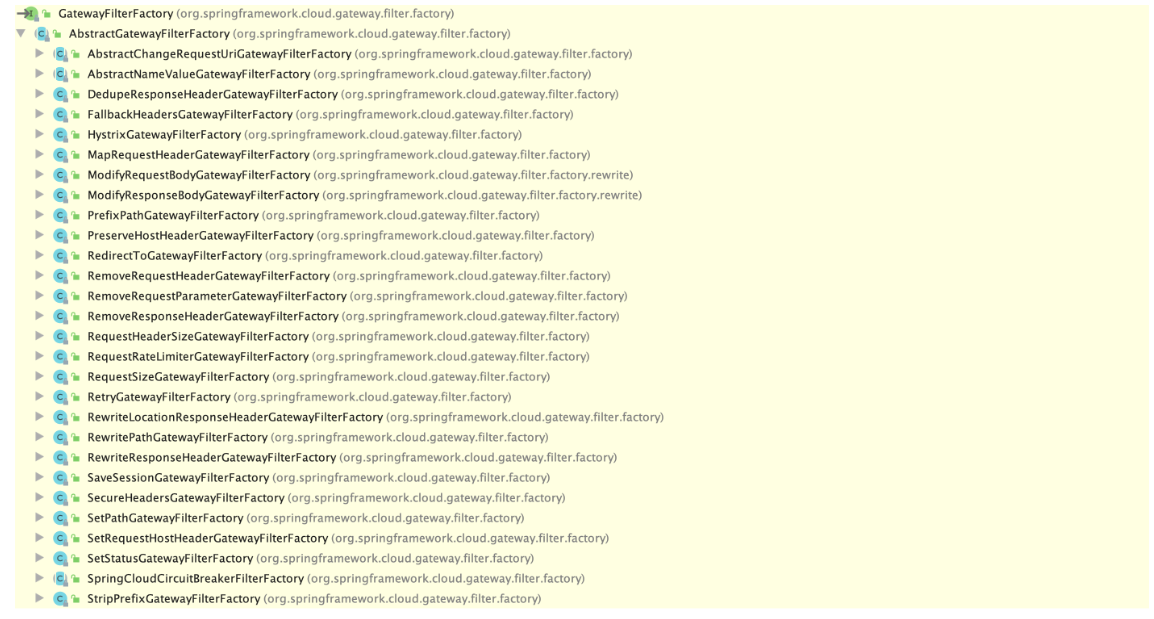 GatewayFilterFactory (org.springframework.cloud.gateway.filter.factory)
AbstractGatewayFilterFactory (org.springframework.cloud.gateway.filter.factory)
AbstractChangeRequestUriGatewayFilterFactory (org.springframework.cloud.gateway.filter.factory)
AbstractNameValueGatewayFilterFactory (org.springframework.cloud.gateway.filter.factory)
DedupeResponseHeaderGatewayFilterFactory (org.springframework.cloud.gateway.filter.factory)
FallbackHeadersGatewayFilterFactory (org.springframework.cloud.gateway.filter.factory)
HystrixGatewayFilterFactory (org.springframework.cloud.gateway.filter.factory)
MapRequestHeaderGatewayFilterFactory (org.springframework.cloud.gateway.filter.factory)
ModifyRequestBodyGatewayFilterFactory (org.springframework.cloud.gateway.filter.factory.rewrite)
ModifyResponseBodyGatewayFilterFactory (org.springframework.cloud.gateway.filter.factory.rewrite)
PrefixPathGatewayFilterFactory (org.springframework.cloud.gateway.filter.factory)
PreserveHostHeaderGatewayFilterFactory (org.springframework.cloud.gateway.filter.factory)
RedirectToGatewayFilterFactory (org.springframework.cloud.gateway.filter.factory)
RemoveRequestHeaderGatewayFilterFactory (org.springframework.cloud.gateway.filter.factory)
RemoveRequestParameterGatewayFilterFactory (org.springframework.cloud.gateway.filter.factory)
RemoveResponseHeaderGatewayFilterFactory (org.springframework.cloud.gateway.filter.factory)
RequestHeaderSizeGatewayFilterFactory (org.springframework.cloud.gateway.filter.factory)
RequestRateLimiterGatewayFilterFactory (org.springframework.cloud.gateway.filter.factory)
RequestSizeGatewayFilterFactory (org.springframework.cloud.gateway.filter.factory)
RetryGatewayFilterFactory (org.springframework.cloud.gateway.filter.factory)
RewriteLocationResponseHeaderGatewayFilterFactory (org.springframework.cloud.gateway.filter.factory)
RewritePathGatewayFilterFactory (org.springframework.cloud.gateway.filter.factory)
RewriteResponseHeaderGatewayFilterFactory (org.springframework.cloud.gateway.filter.factory)
SaveSessionGatewayFilterFactory (org.springframework.cloud.gateway.filter.factory)
SecureHeadersGatewayFilterFactory (org.springframework.cloud.gateway.filter.factory)
SetPathGatewayFilterFactory (org.springframework.cloud.gateway.filter.factory)
SetRequestHostHeaderGatewayFilterFactory (org.springframework.cloud.gateway.filter.factory)
SetStatusGatewayFilterFactory (org.springframework.cloud.gateway.filter.factory)
SpringCloudCircuitBreakerFilterFactory (org.springframework.cloud.gateway.filter.factory)
StripPrefixGatewayFilterFactory (org.springframework.cloud.gateway.filter.factory)